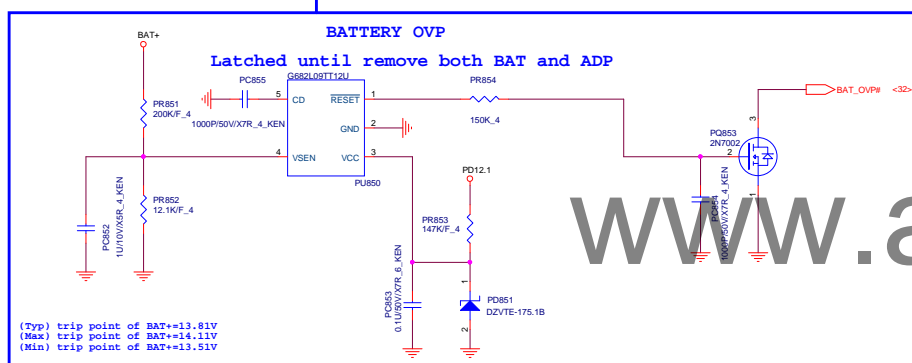 BATTERY OVP
Latched until remove both BAT and ADP
BAT+
PR851
200K/F_4
PC855
1000P/50V/X7R_4_KEN
G682L09TT12U
5
CD
RESET
1
GND
2
4
VSEN
VCC
3
PU850
PR854
150K_4
BAT_OVP# <32>
3
PQ853
2N7002
2
1
PC854
1000P/50V/X7R_4_KEN
PC852
1U/10V/X5R_4_KEN
PR852
12.1K/F_4
PD12.1
PR853
147K/F_4
PC853
0.1U/50V/X7R_6_KEN
1
PD851
DZVTE-175.1B
2
(Typ) trip point of BAT+=13.81V
(Max) trip point of BAT+=14.11V
(Min) trip point of BAT+=13.51V
www.a